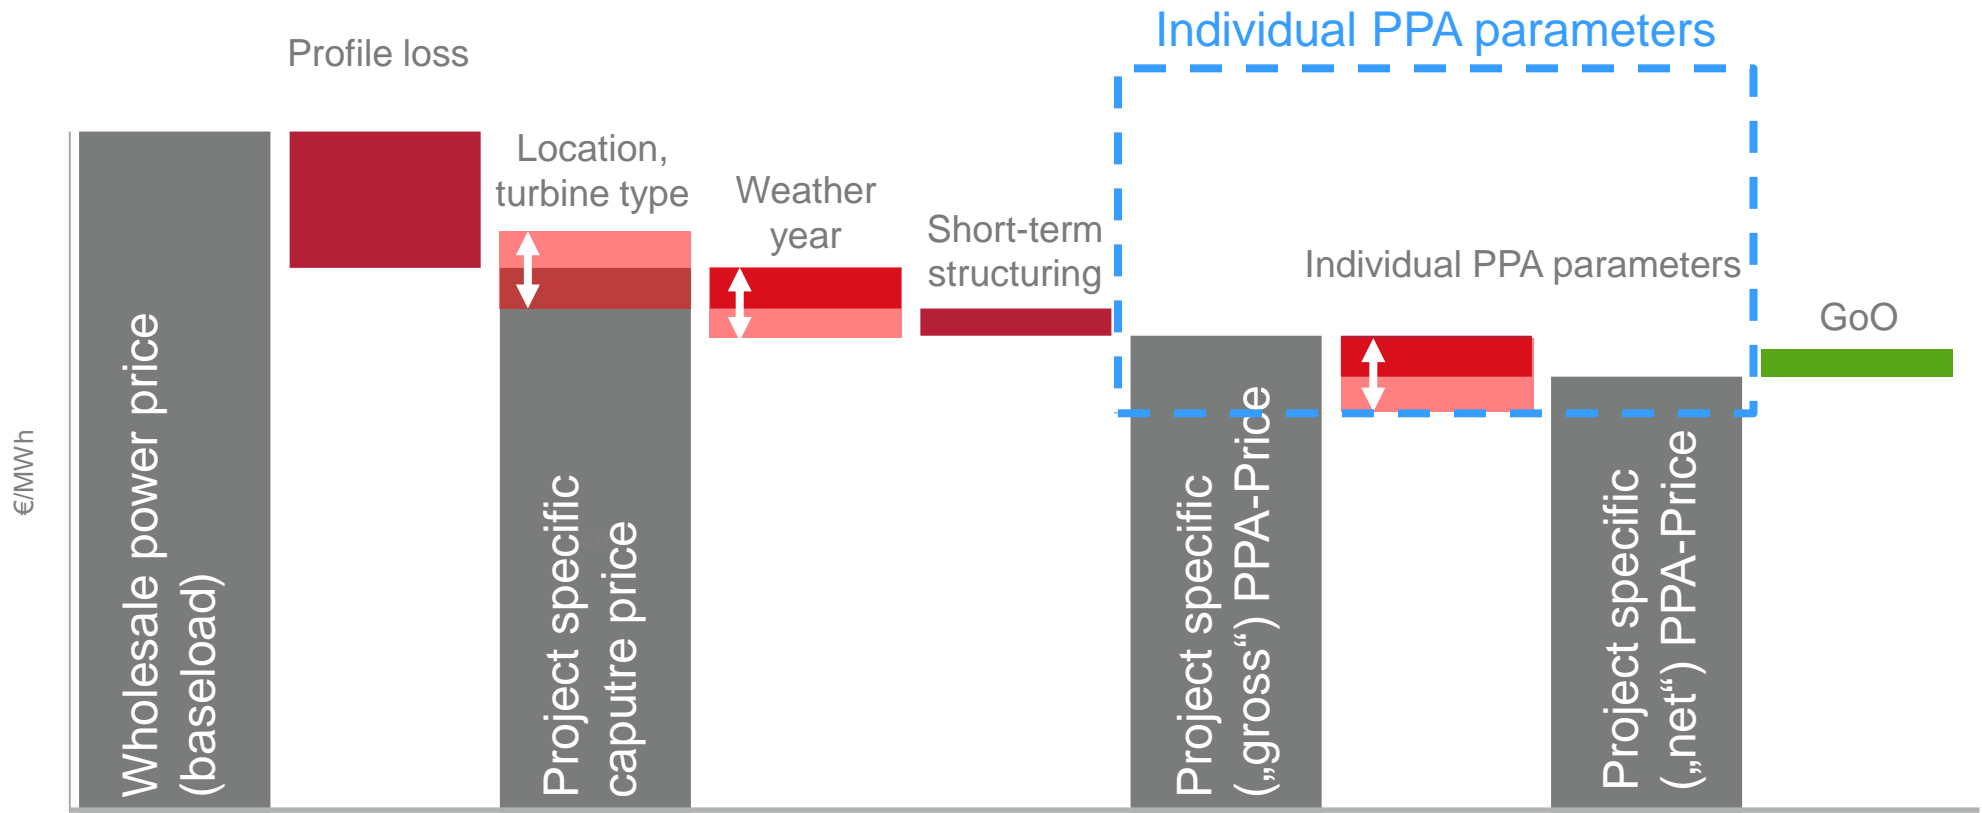 Individual PPA parameters
Profile loss
Location,
turbine type
Weather
year
Short-term
structuring
Individual PPA parameters
GoO
€/MWh
Wholesale power price
(baseload)
Project specific
caputre price
Project specific
(„gross“) PPA-Price
Project specific
(„net“) PPA-Price